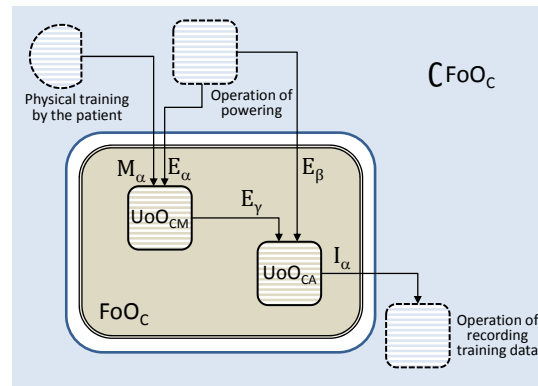 Physical training
by the patient
Operation of
powering
∁FoO_C
M_α
E_α
E_β
UoO_CM
E_γ
UoO_CA
I_α
FoO_C
Operation of
recording
training data